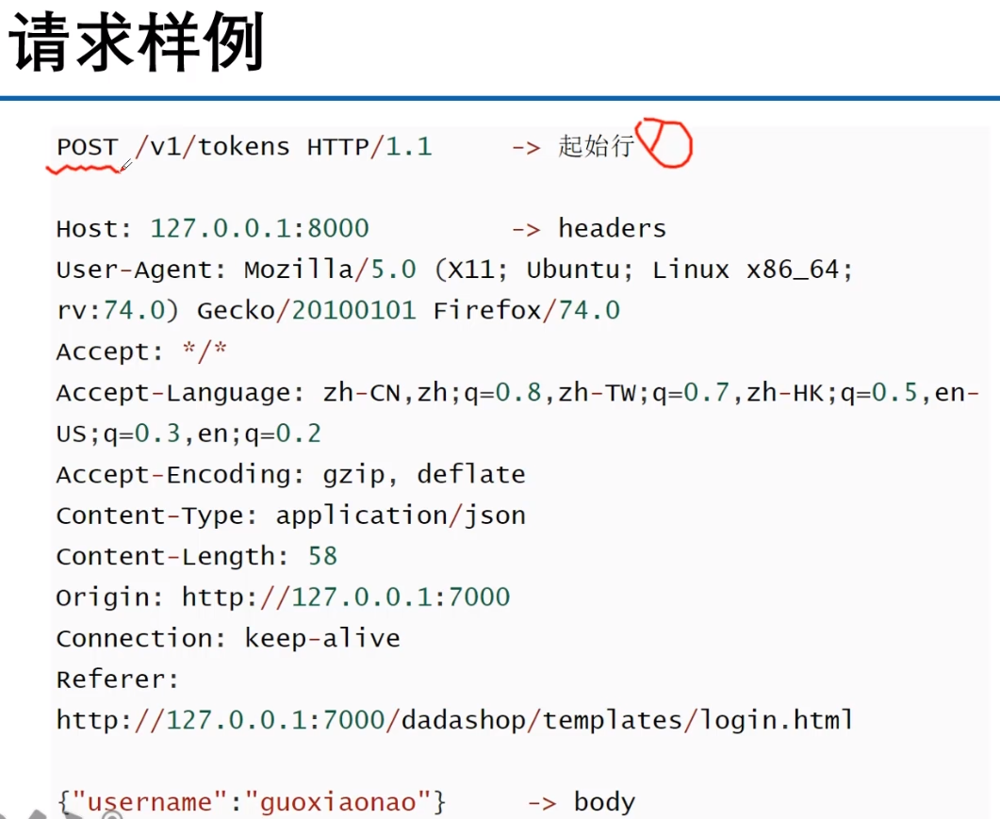 请求样例
POST /v1/tokens HTTP/1.1 -> 起始行
Host: 127.0.0.1:8000 -> headers
User-Agent: Mozilla/5.0 (X11; Ubuntu; Linux x86_64;
rv:74.0) Gecko/20100101 Firefox/74.0
Accept: */*
Accept-Language: zh-CN,zh;q=0.8,zh-TW;q=0.7,zh-HK;q=0.5,en-
US;q=0.3,en;q=0.2
Accept-Encoding: gzip, deflate
Content-Type: application/json
Content-Length: 58
Origin: http://127.0.0.1:7000
Connection: keep-alive
Referer:
http://127.0.0.1:7000/dadashop/templates/login.html
{"username":"guoxiaonao"} -> body